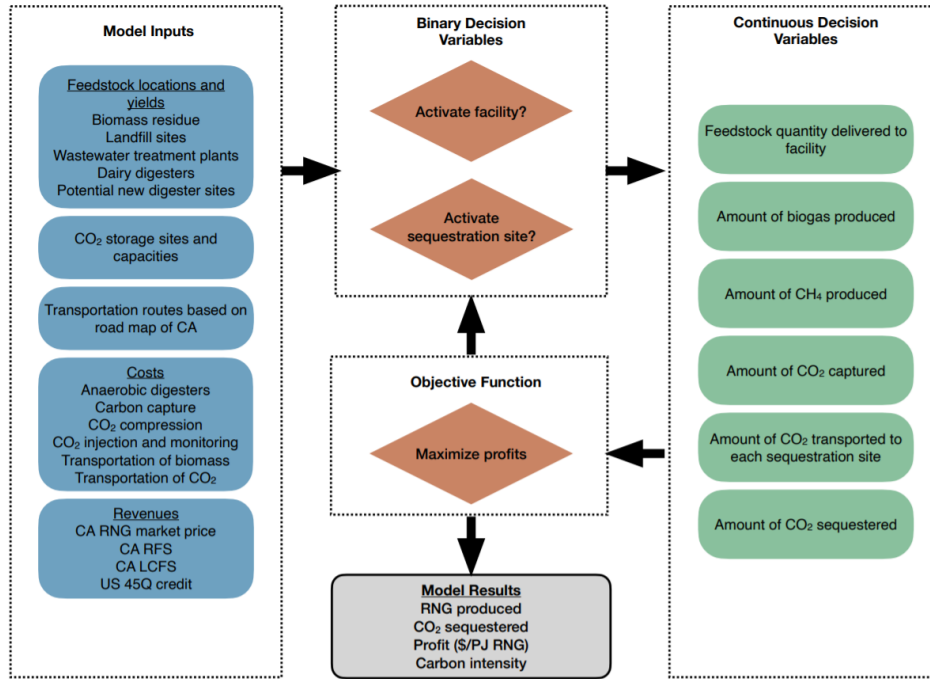 Model Inputs
Feedstock locations and
yields
Biomass residue
Landfill sites
Wastewater treatment plants
Dairy digesters
Potential new digester sites
CO₂ storage sites and
capacities
Transportation routes based on
road map of CA
Costs
Anaerobic digesters
Carbon capture
CO₂ compression
CO₂ injection and monitoring
Transportation of biomass
Transportation of CO₂
Revenues
CA RNG market price
CA RFS
CA LCFS
US 45Q credit
Binary Decision
Variables
Activate facility?
Activate
sequestration site?
Objective Function
Maximize profits
Model Results
RNG produced
CO₂ sequestered
Profit ($/PJ RNG)
Carbon intensity
Continuous Decision
Variables
Feedstock quantity delivered to
facility
Amount of biogas produced
Amount of CH₄ produced
Amount of CO₂ captured
Amount of CO₂ transported to
each sequestration site
Amount of CO₂ sequestered